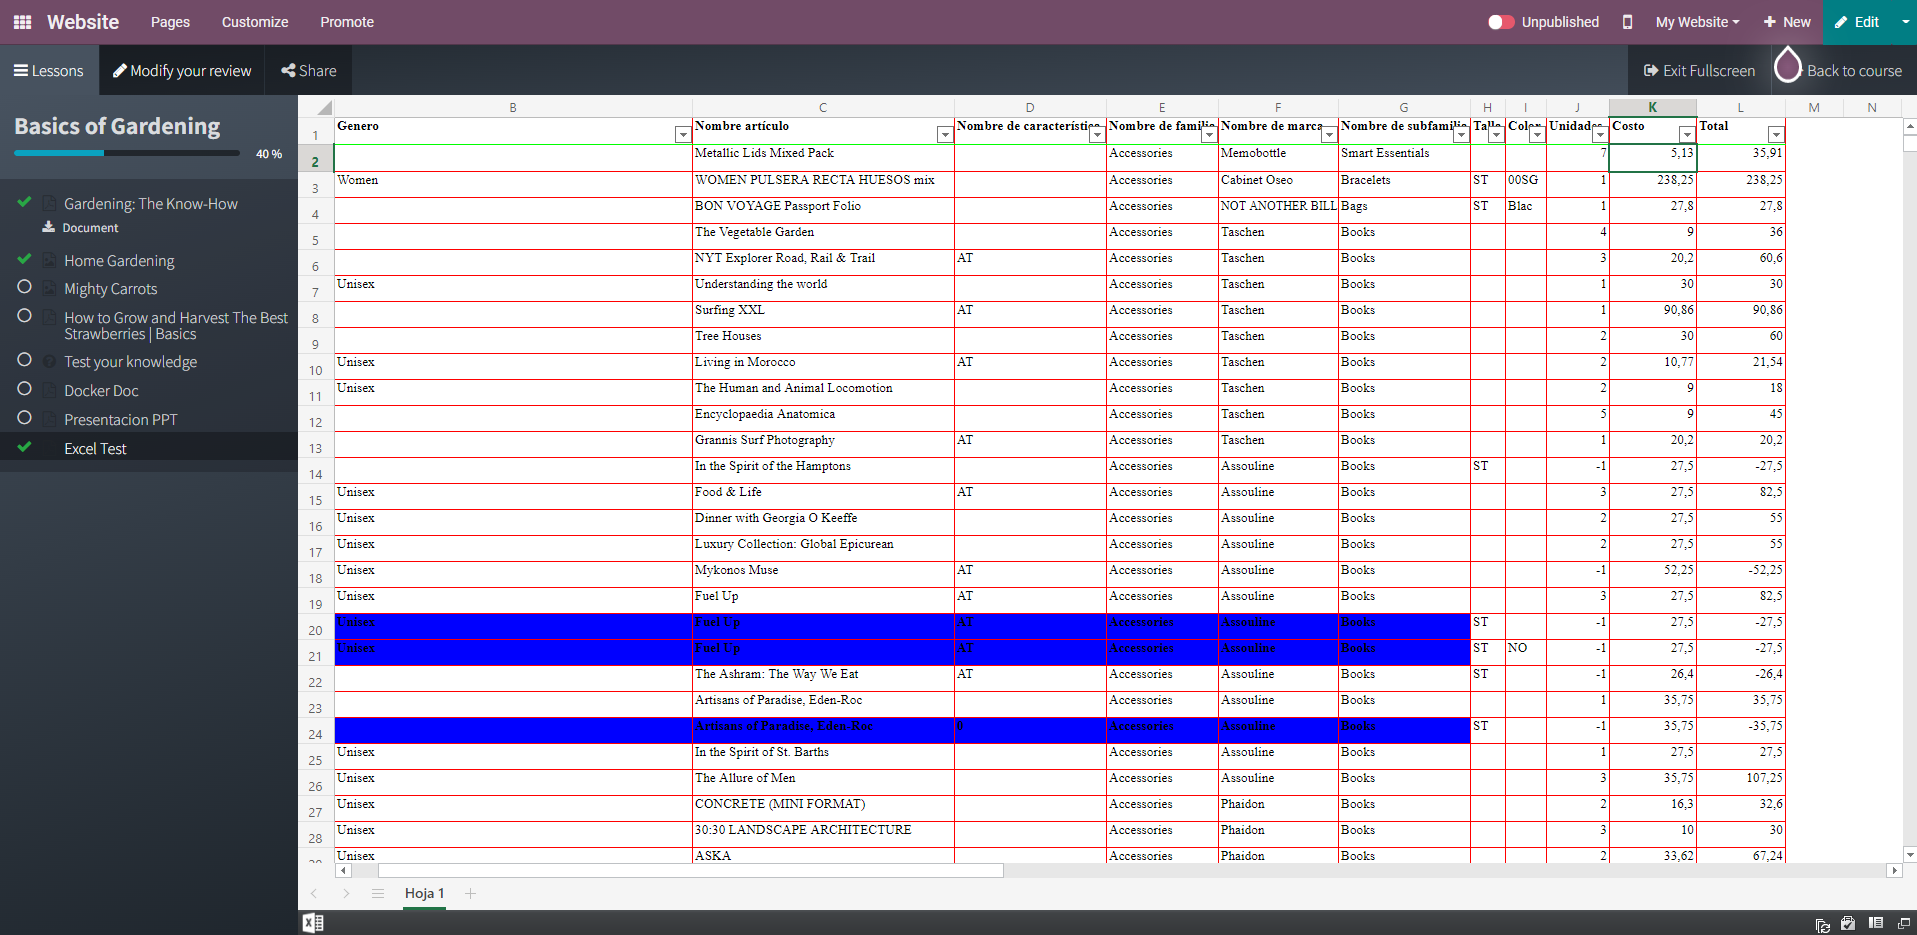 Website Pages Customize Promote Unpublished My Website New Edit
Lessons Modify your review Share Exit Fullscreen Back to course
Basics of Gardening
40 %
Gardening: The Know-How
Document
Home Gardening
Mighty Carrots
How to Grow and Harvest The Best
Strawberries | Basics
Test your knowledge
Docker Doc
Presentacion PPT
Excel Test
B C D E F G H I J K L M N
1 Genero Nombre artículo Nombre de característic Nombre de famili Nombre de marca Nombre de subfamili Talla Color Unidades Costo Total
2 Metallic Lids Mixed Pack Accessories Memobottle Smart Essentials 7 5,13 35,91
3 Women WOMEN PULSERA RECTA HUESOS mix Accessories Cabinet Oseo Bracelets ST 00SG 1 238,25 238,25
4 BON VOYAGE Passport Folio Accessories NOT ANOTHER BILL Bags ST Blac 1 27,8 27,8
5 The Vegetable Garden Accessories Taschen Books 4 9 36
6 NYT Explorer Road, Rail & Trail AT Accessories Taschen Books 3 20,2 60,6
7 Unisex Understanding the world Accessories Taschen Books 1 30 30
8 Surfing XXL AT Accessories Taschen Books 1 90,86 90,86
9 Tree Houses Accessories Taschen Books 2 30 60
10 Unisex Living in Morocco AT Accessories Taschen Books 2 10,77 21,54
11 Unisex The Human and Animal Locomotion Accessories Taschen Books 2 9 18
12 Encyclopaedia Anatomica Accessories Taschen Books 5 9 45
13 Grannis Surf Photography AT Accessories Taschen Books 1 20,2 20,2
14 In the Spirit of the Hamptons Accessories Assouline Books ST -1 27,5 -27,5
15 Unisex Food & Life AT Accessories Assouline Books 3 27,5 82,5
16 Unisex Dinner with Georgia O Keeffe Accessories Assouline Books 2 27,5 55
17 Unisex Luxury Collection: Global Epicurean Accessories Assouline Books 2 27,5 55
18 Unisex Mykonos Muse AT Accessories Assouline Books -1 52,25 -52,25
19 Unisex Fuel Up AT Accessories Assouline Books 3 27,5 82,5
20 Unisex Fuel Up AT Accessories Assouline Books ST -1 27,5 -27,5
21 Unisex Fuel Up AT Accessories Assouline Books ST NO -1 27,5 -27,5
22 The Ashram: The Way We Eat AT Accessories Assouline Books ST -1 26,4 -26,4
23 Artisans of Paradise, Eden-Roc Accessories Assouline Books 1 35,75 35,75
24 Artisans of Paradise, Eden-Roc 0 Accessories Assouline Books ST -1 35,75 -35,75
25 Unisex In the Spirit of St. Barths Accessories Assouline Books 1 27,5 27,5
26 Unisex The Allure of Men Accessories Assouline Books 3 35,75 107,25
27 Unisex CONCRETE (MINI FORMAT) Accessories Phaidon Books 2 16,3 32,6
28 Unisex 30:30 LANDSCAPE ARCHITECTURE Accessories Phaidon Books 3 10 30
Unisex ASKA Accessories Phaidon Books 2 33,62 67,24
Hoja 1